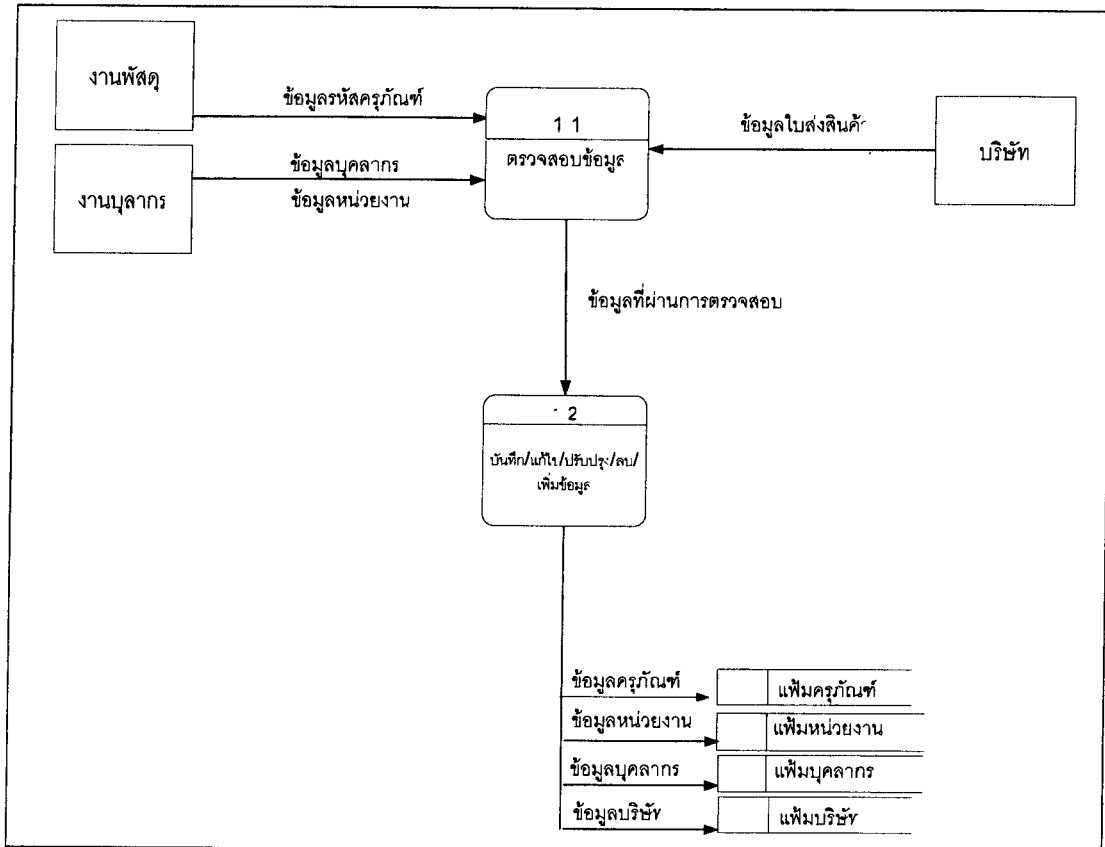 งานพัสดุ
ข้อมูลรหัสครุภัณฑ์
1 1
ตรวจสอบข้อมูล
ข้อมูลใบส่งสินค้า
บริษัท
งานบุลากร
ข้อมูลบุคลากร
ข้อมูลหน่วยงาน
ข้อมูลที่ผ่านการตรวจสอบ
2
บันทึก/แก้ไข/ปรับปรุง/ลบ/
เพิ่มข้อมูล
ข้อมูลครุภัณฑ์
แฟ้มครุภัณฑ์
ข้อมูลหน่วยงาน
แฟ้มหน่วยงาน
ข้อมูลบุคลากร
แฟ้มบุคลากร
ข้อมูลบริษัท
แฟ้มบริษัท